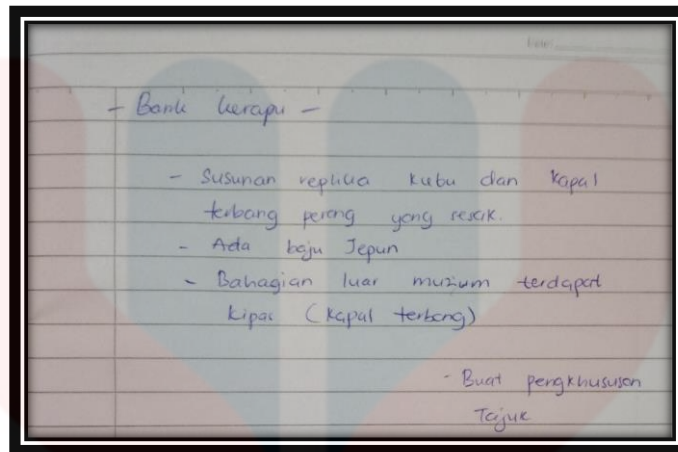 Date:
- Bank kerapu -
- Susunan replika kubu dan kapal
terbang perang yang sesak.
- Ada baju Jepun
- Bahagian luar muzium terdapat
kipas (kapal terbang)
- Buat pengkhususan
Tajuk